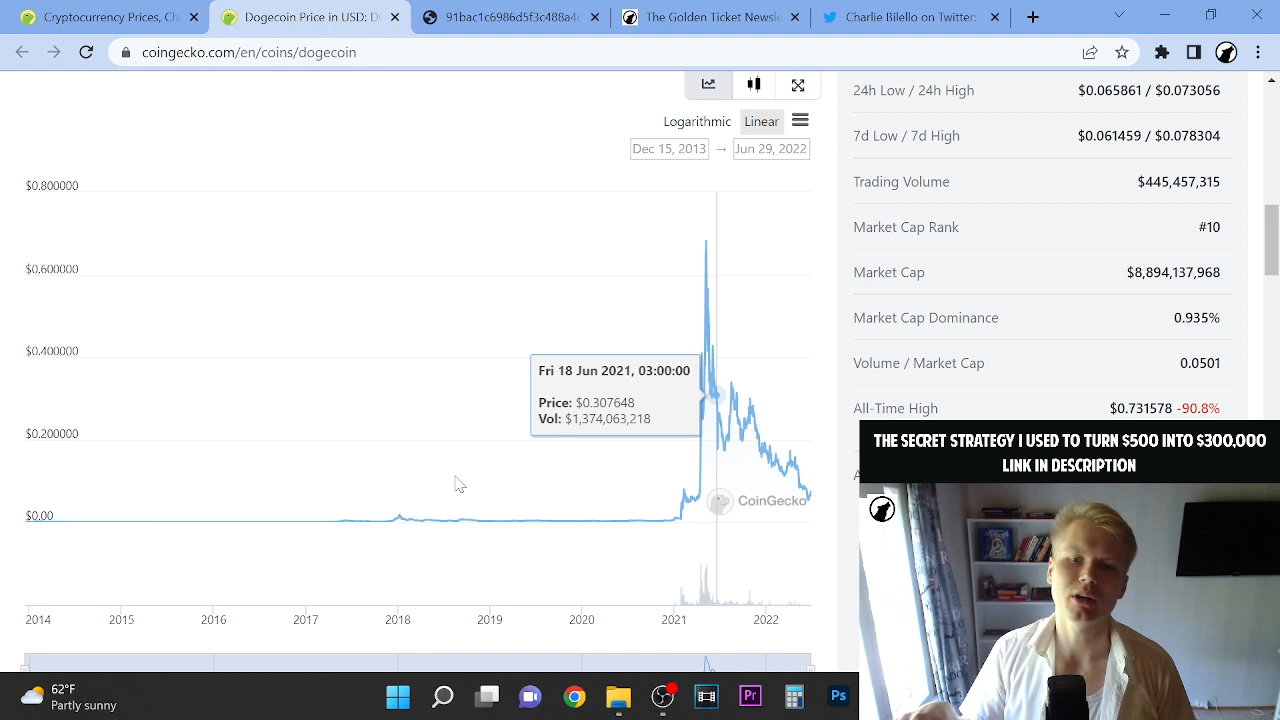 Cryptocurrency Prices, Ch
Dogecoin Price in USD: D
91bac1c6986d5f3c488a4c
The Golden Ticket Newsle
Charlie Bilello on Twitter:
coingecko.com/en/coins/dogecoin
Logarithmic
Linear
Dec 15, 2013 → Jun 29, 2022
$0.800000
$0.600000
$0.400000
$0.200000
$0.00
Fri 18 Jun 2021, 03:00:00
Price: $0.307648
Vol: $1,374,063,218
CoinGecko
2014
2015
2016
2017
2018
2019
2020
2021
2022
24h Low / 24h High
$0.065861 / $0.073056
7d Low / 7d High
$0.061459 / $0.078304
Trading Volume
$445,457,315
Market Cap Rank
#10
Market Cap
$8,894,137,968
Market Cap Dominance
0.935%
Volume / Market Cap
0.0501
All-Time High
$0.731578 -90.8%
THE SECRET STRATEGY I USED TO TURN $500 INTO $300,000
LINK IN DESCRIPTION
62°F
Partly sunny
Pr
Ps